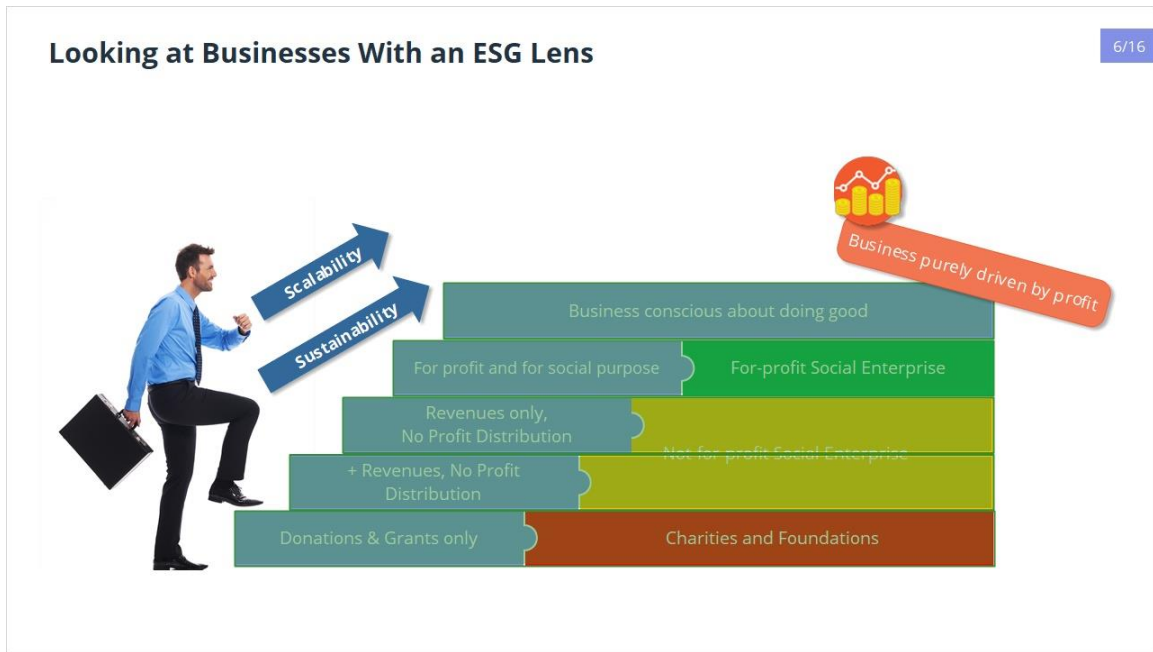 Looking at Businesses With an ESG Lens
6/16
Scalability
Sustainability
Business purely driven by profit
Business conscious about doing good
For profit and for social purpose
For-profit Social Enterprise
Revenues only,
No Profit Distribution
Not-for-profit Social Enterprise
+ Revenues, No Profit
Distribution
Donations & Grants only
Charities and Foundations